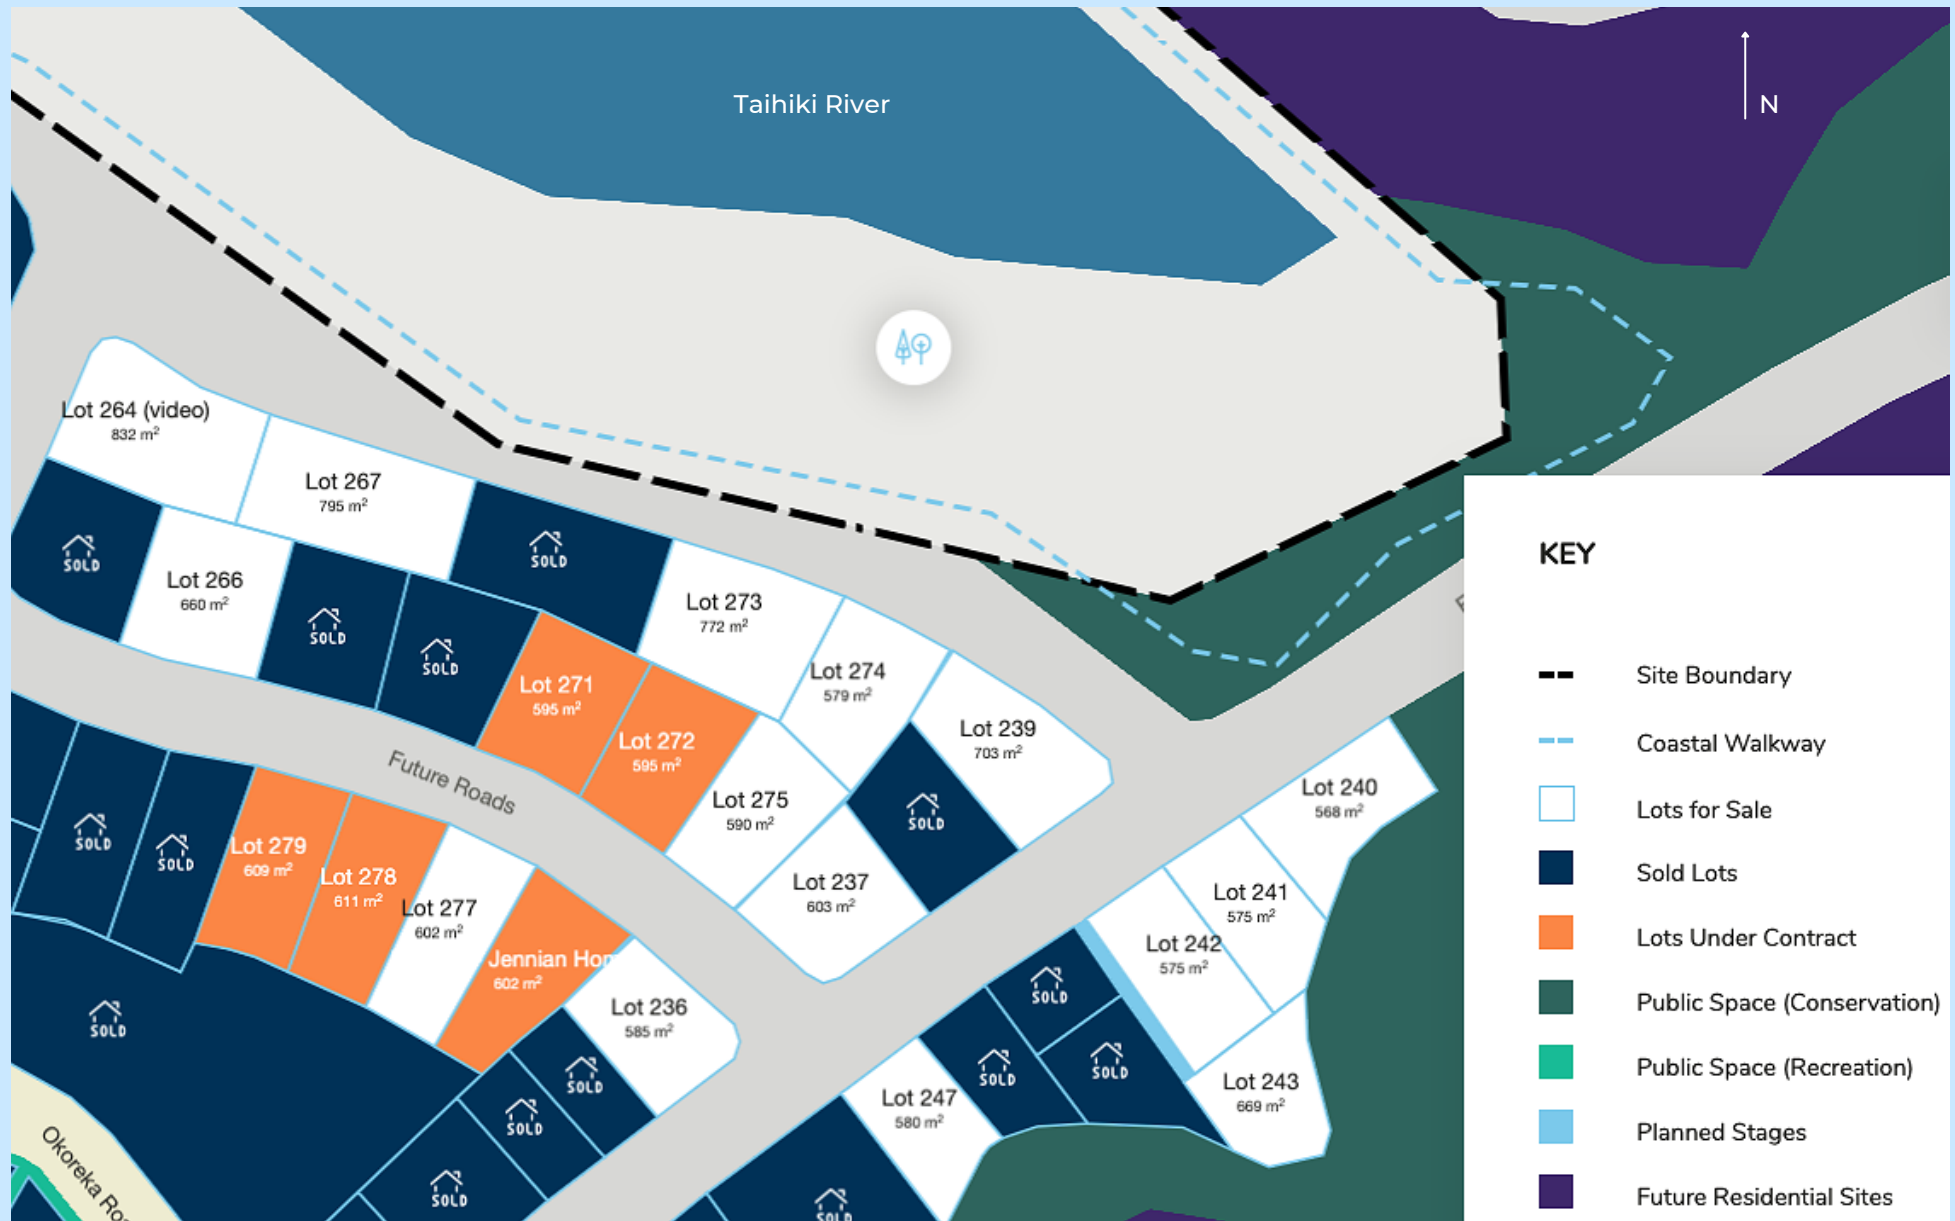 Taihiki River
N
Lot 264 (video)
832 m²
Lot 267
795 m²
SOLD
SOLD
Lot 266
660 m²
SOLD
SOLD
Lot 273
772 m²
Lot 274
579 m²
Lot 271
595 m²
Lot 272
595 m²
Lot 239
703 m²
Lot 275
590 m²
SOLD
Future Roads
Lot 237
603 m²
Lot 240
568 m²
SOLD
SOLD
Lot 279
609 m²
Lot 278
611 m²
Lot 277
602 m²
Jennian Hom
602 m²
Lot 241
575 m²
Lot 242
575 m²
SOLD
Lot 236
585 m²
SOLD
SOLD
SOLD
SOLD
Lot 243
669 m²
Lot 247
580 m²
SOLD
SOLD
SOLD
Okoreka Roa
KEY
Site Boundary
Coastal Walkway
Lots for Sale
Sold Lots
Lots Under Contract
Public Space (Conservation)
Public Space (Recreation)
Planned Stages
Future Residential Sites